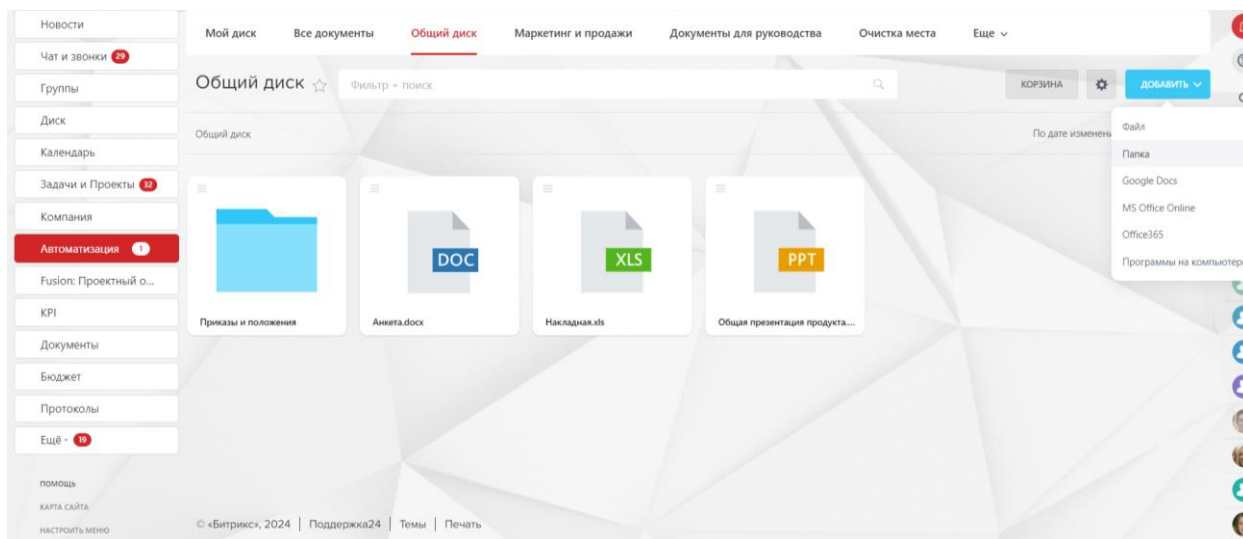 Новости
Чат и звонки 29
Группы
Диск
Календарь
Задачи и Проекты 32
Компания
Автоматизация 1
Fusion: Проектный о...
KPI
Документы
Бюджет
Протоколы
Ещё - 19
ПОМОЩЬ
КАРТА САЙТА
НАСТРОИТЬ МЕНЮ
Мой диск Все документы Общий диск Маркетинг и продажи Документы для руководства Очистка места Еще
Общий диск Фильтр + поиск КОРЗИНА ДОБАВИТЬ
Общий диск По дате
Файл
Папка
Google Docs
MS Office Online
Office365
Программы на
DOC XLS PPT
Приказы и положения Анкета.docx Накладная.xls Общая презентация продукта....
© «Битрикс», 2024 | Поддержка24 | Темы | Печать